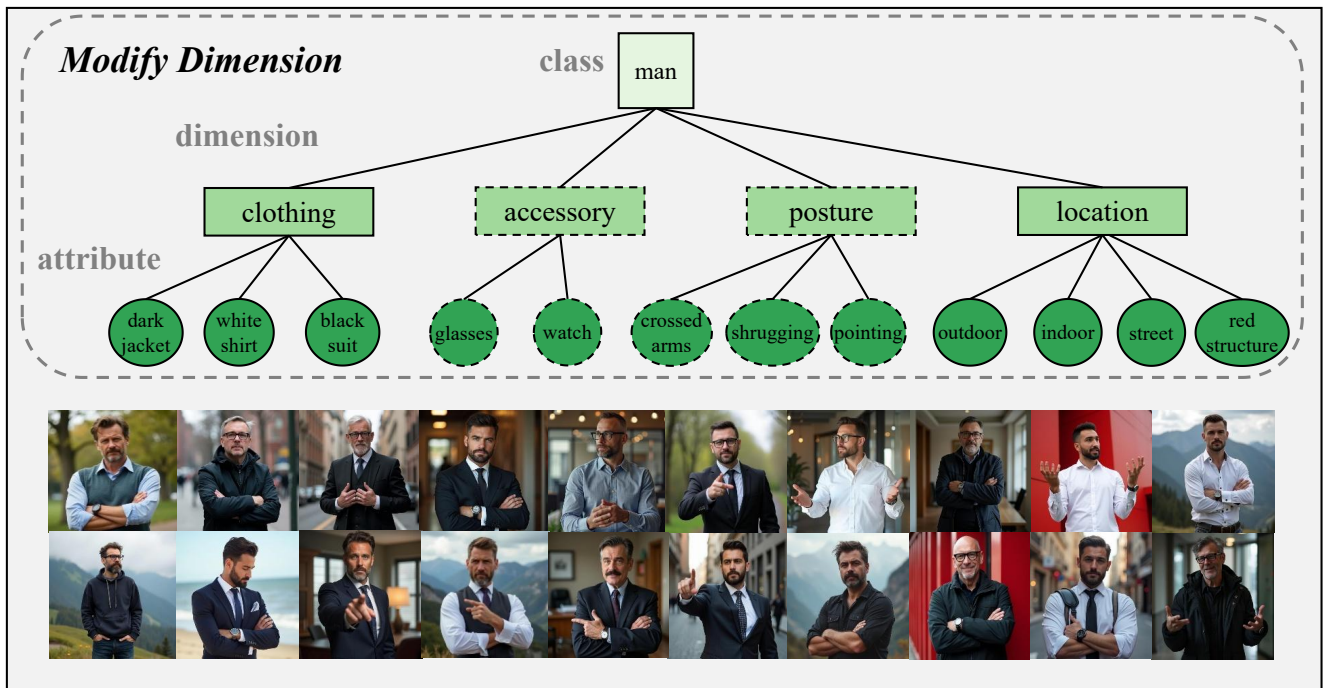 Modify Dimension
class
man
dimension
clothing
accessory
posture
location
attribute
dark
jacket
white
shirt
black
suit
glasses
watch
crossed
arms
shrugging
pointing
outdoor
indoor
street
red
structure